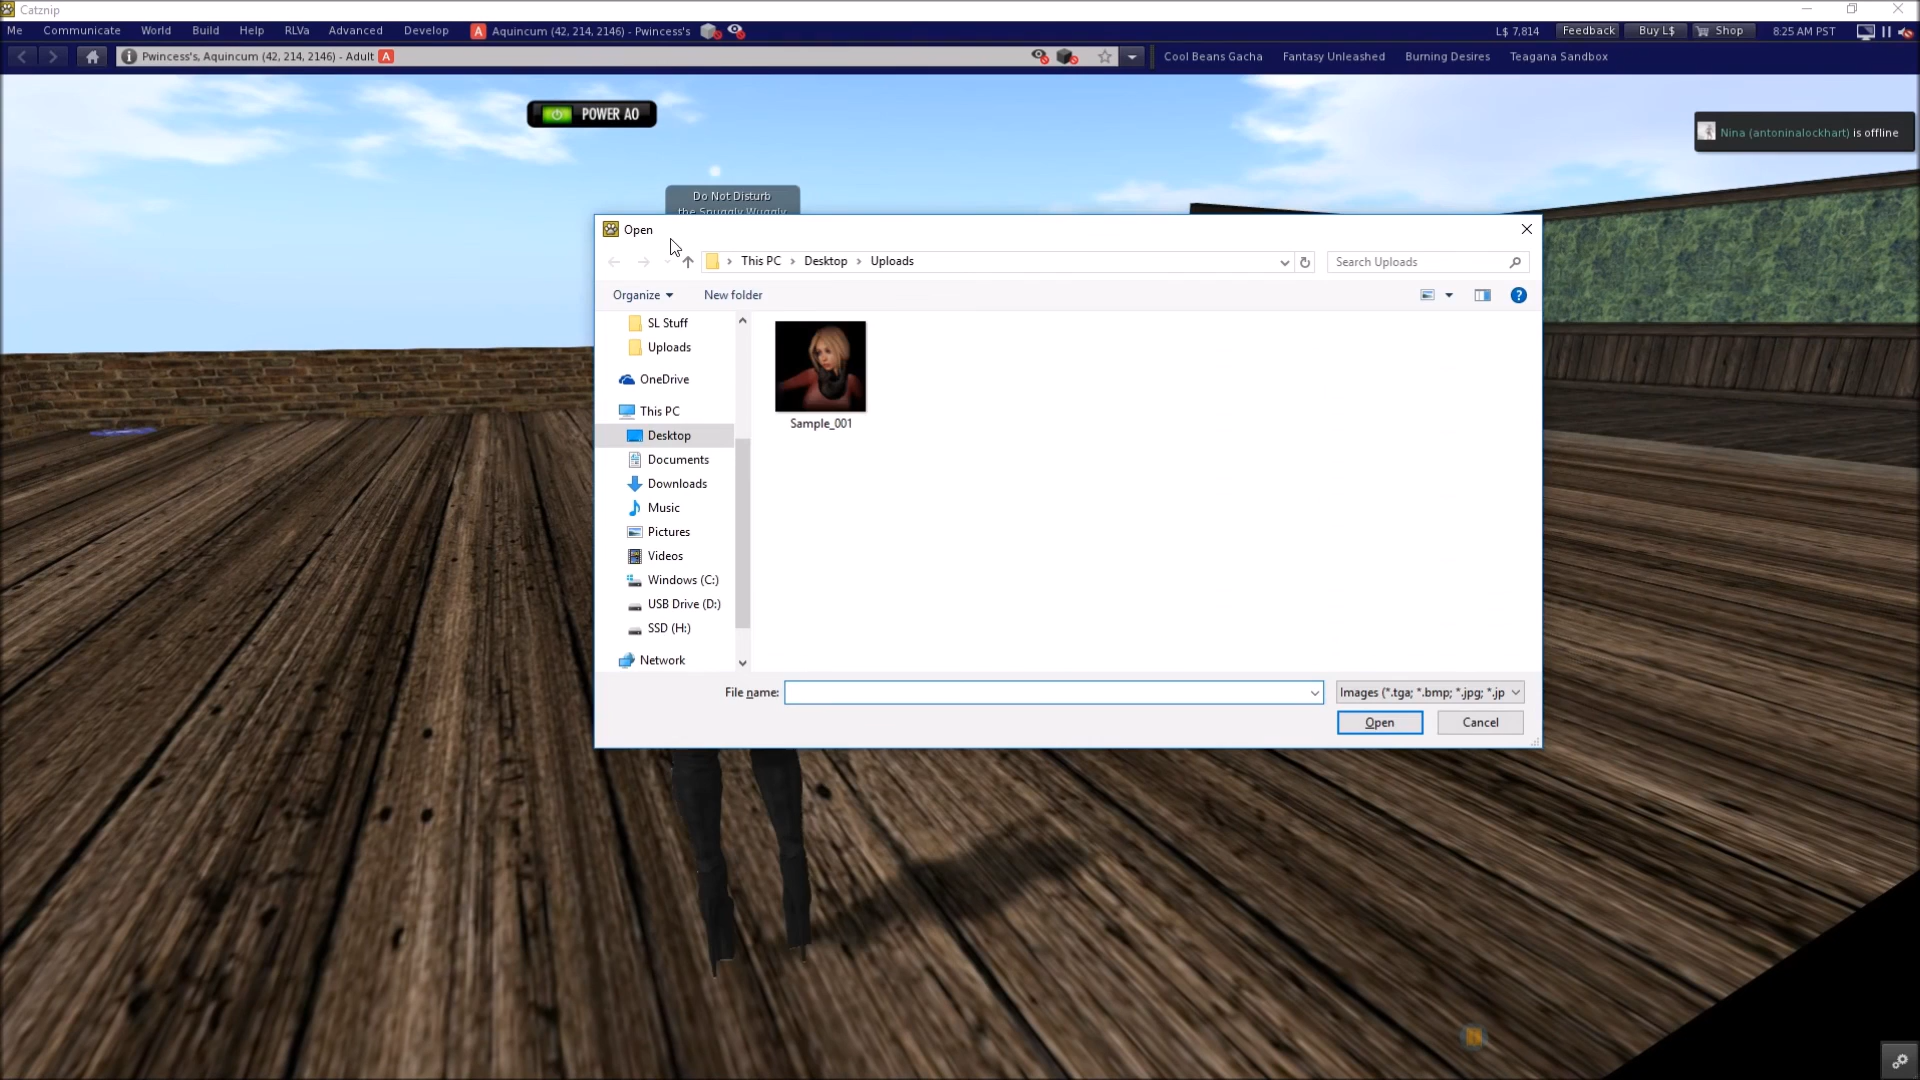 Catznip
Me Communicate World Build Help RLVa Advanced Develop A Aquincum (42, 214, 2146) - Pwincess's L$ 7,814 Feedback Buy L$ Shop 8:25 AM PST
Pwincess's, Aquincum (42, 214, 2146) - Adult A Cool Beans Gacha Fantasy Unleashed Burning Desires Teagana Sandbox
POWER AO
Nina (antoninalockhart) is offline
Do Not Disturb
the Snuggly Wuggly
Open
This PC > Desktop > Uploads Search Uploads
Organize New folder
SL Stuff
Uploads
OneDrive
This PC
Desktop
Documents
Downloads
Music
Pictures
Videos
Windows (C:)
USB Drive (D:)
SSD (H:)
Network
Sample_001
File name: Images (*.tga; *.bmp; *.jpg; *.jp
Open Cancel